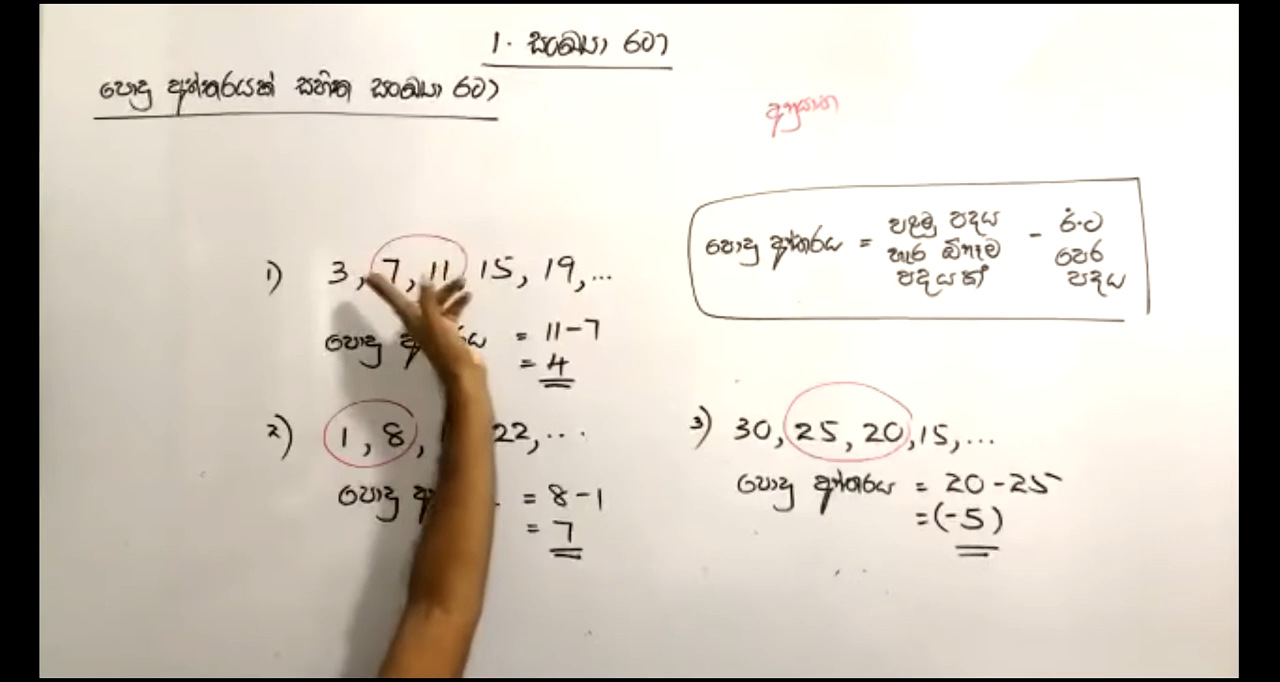 1. සංඛ්‍යා රටා
පොදු අන්තරයක් සහිත සංඛ්‍යා රටා
පොදු අන්තරය = පළමු පදය හැර ඕනෑම පදයක් - ඊට පෙර පදය
1) 3, 7, 11, 15, 19, ...
පොදු = 11 - 7
= 4
2) 1, 8, 22, ...
පොදු = 8 - 1
= 7
3) 30, 25, 20, 15, ...
පොදු අන්තරය = 20 - 25
= (-5)